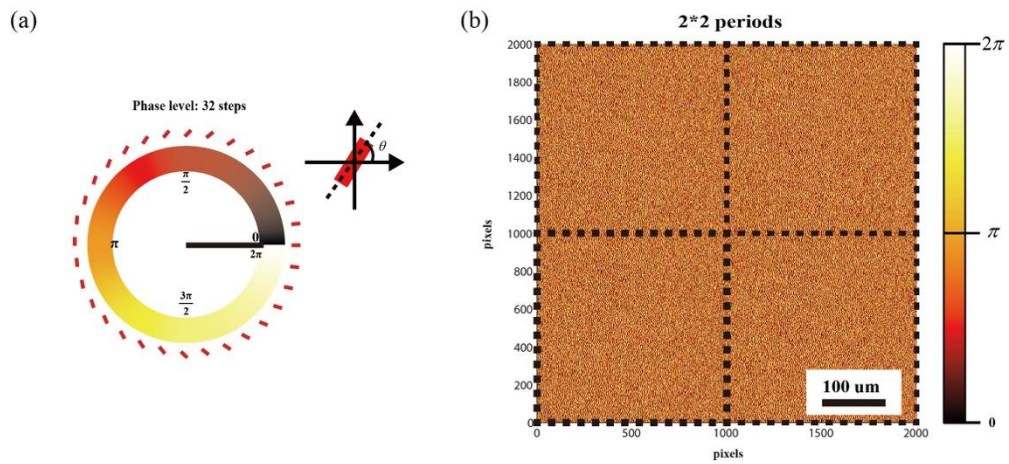 (a)
Phase level: 32 steps
θ
π/2
π
0
2π
3π/2
(b)
2*2 periods
2000
1800
1600
1400
1200
1000
800
600
400
200
0
pixels
0
500
1000
1500
2000
pixels
100 um
2π
π
0